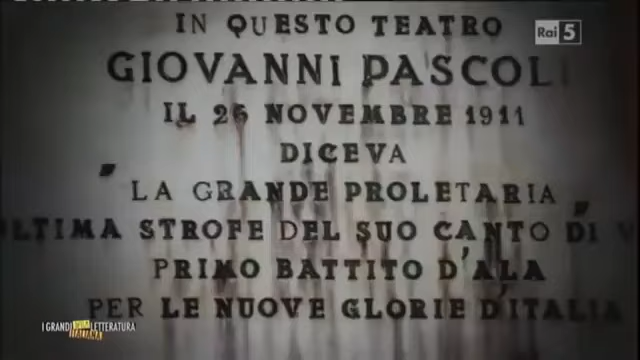 IN QUESTO TEATRO
Rai 5
GIOVANNI PASCOLI
IL 26 NOVEMBRE 1911
DICEVA
"LA GRANDE PROLETARIA"
LTIMA STROFE DEL SUO CANTO DI V
PRIMO BATTITO D'ALA
PER LE NUOVE GLORIE D'ITALIA
I GRANDI DELLA LETTERATURA
ITALIANA